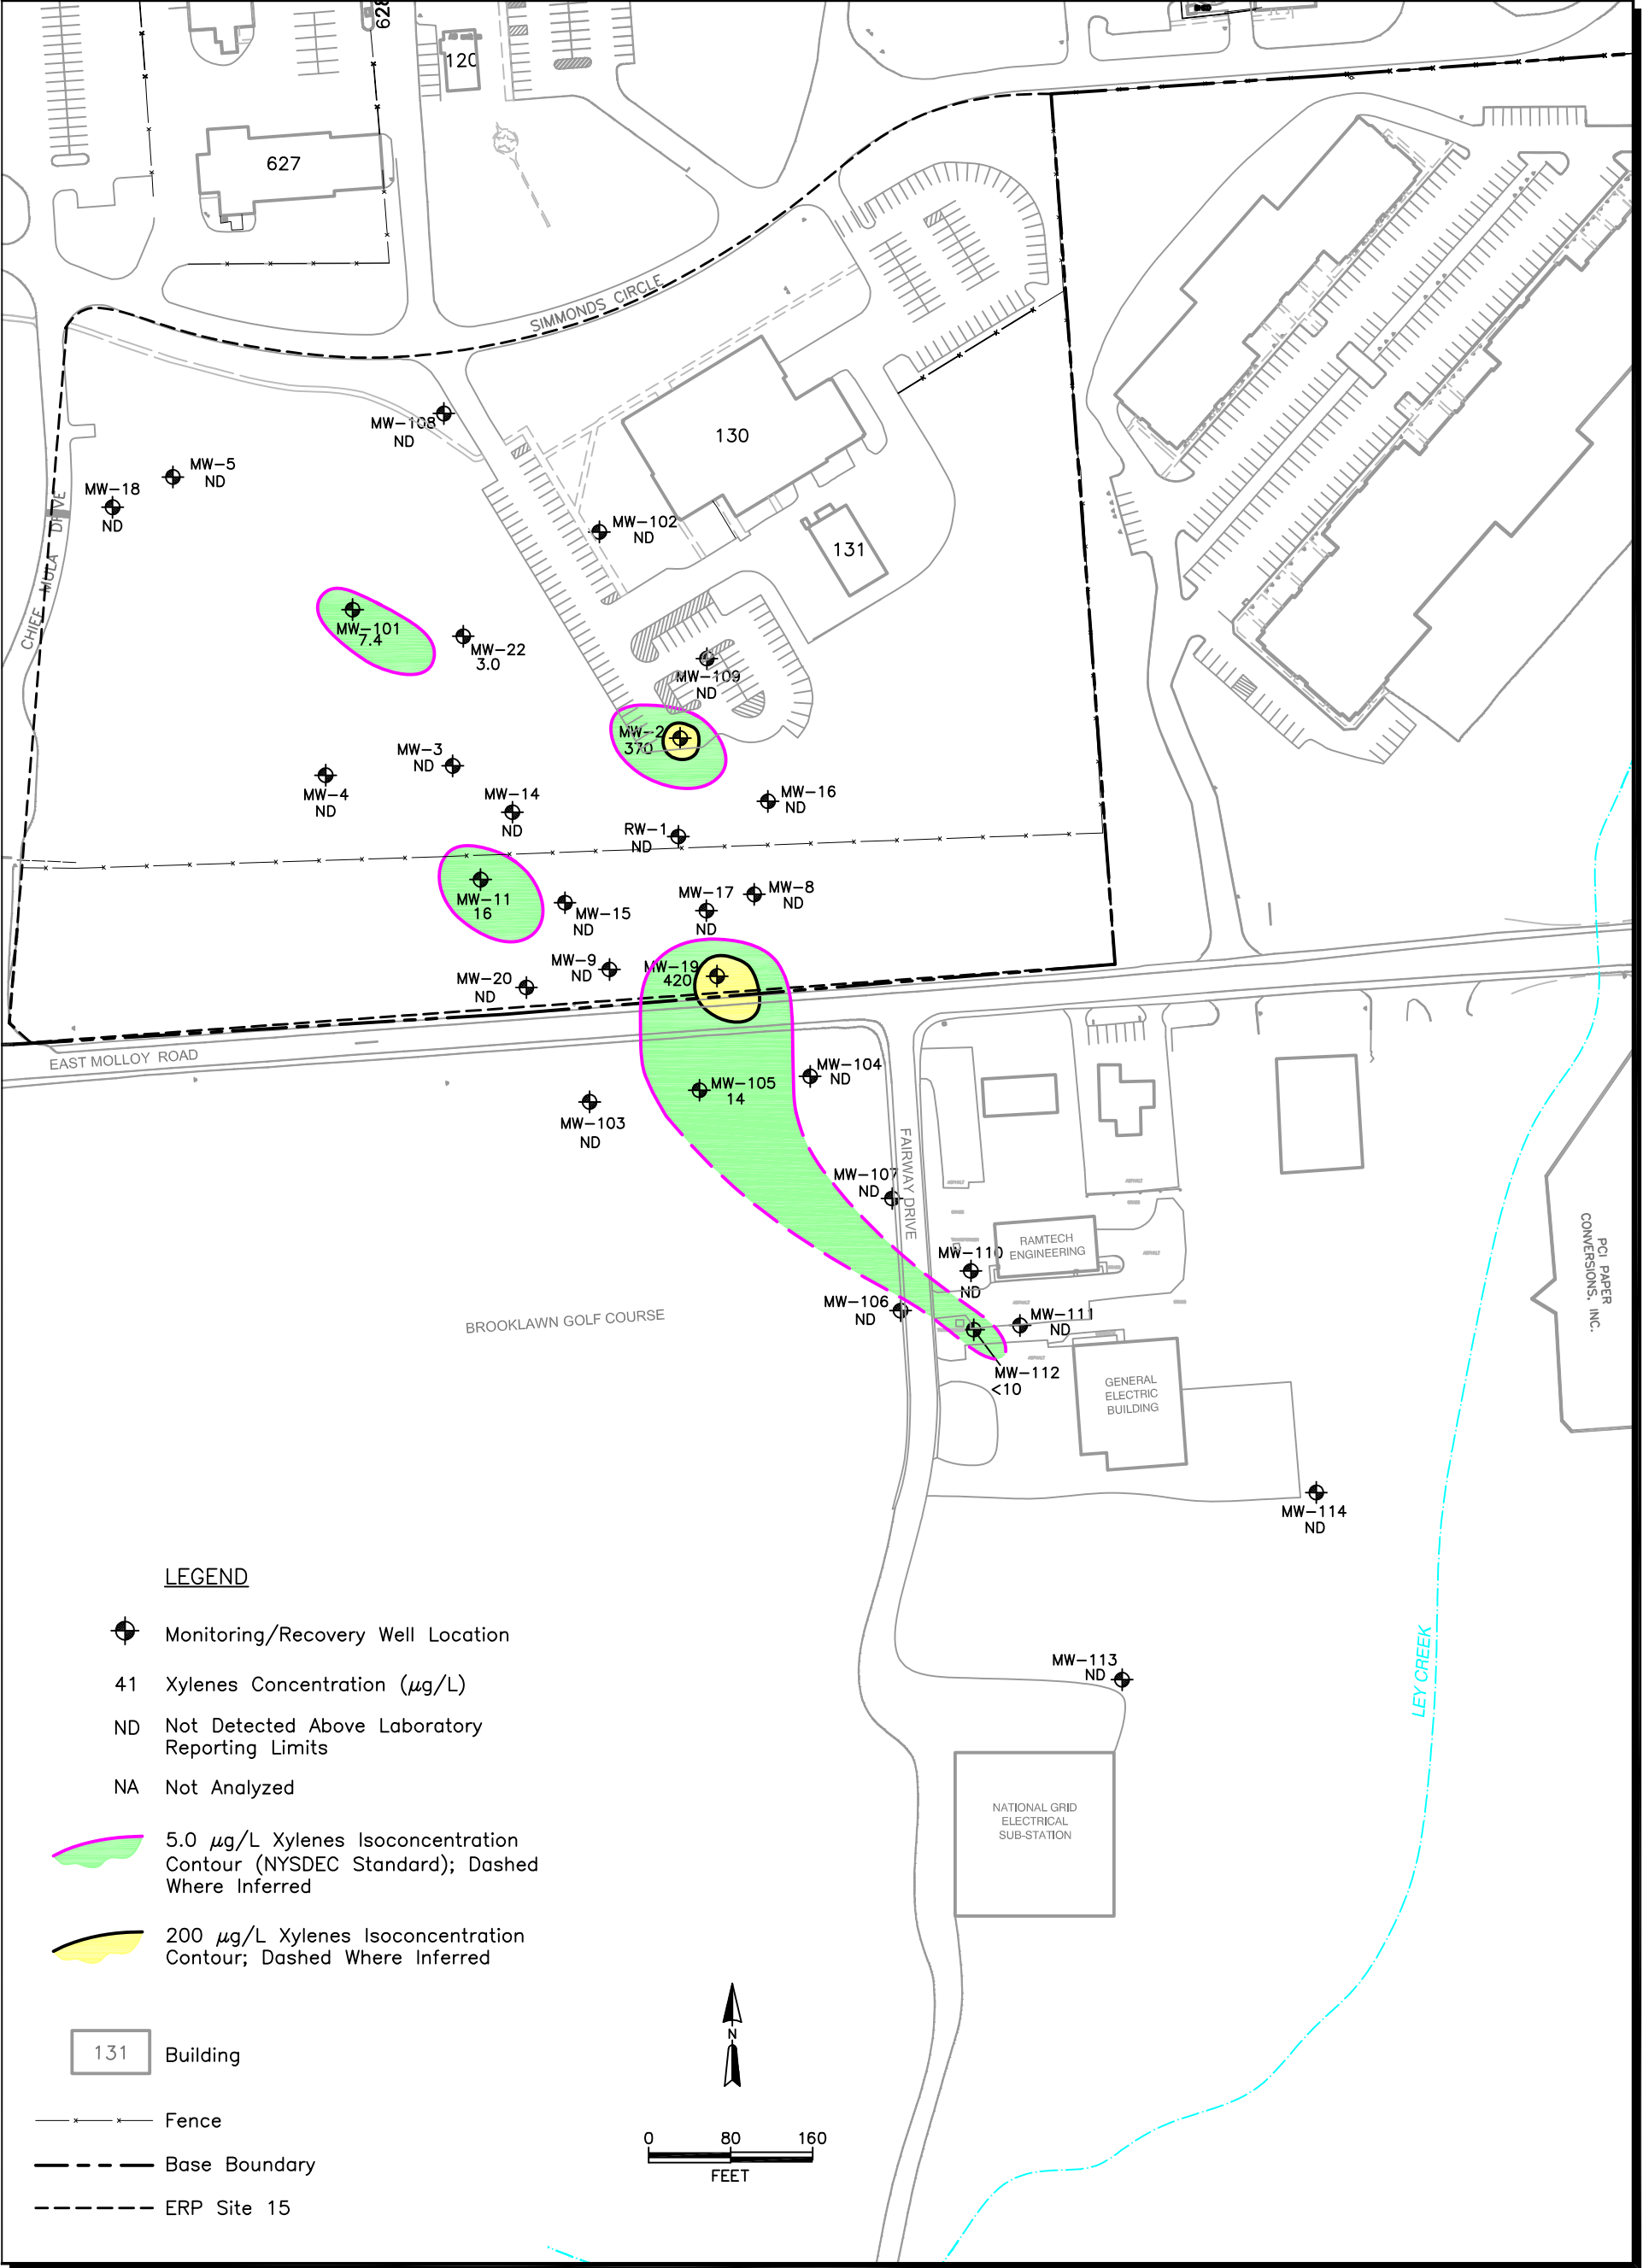 628
120
627
SIMMONDS CIRCLE
MW-108
ND
130
MW-5
ND
MW-18
ND
CHIEF MULA DRIVE
MW-102
ND
131
MW-101
7.4
MW-22
3.0
MW-109
ND
MW-2
370
MW-3
ND
MW-4
ND
MW-14
ND
MW-16
ND
RW-1
ND
MW-11
16
MW-15
ND
MW-17
ND
MW-8
ND
MW-9
ND
MW-20
ND
MW-19
420
EAST MOLLOY ROAD
MW-104
ND
MW-105
14
MW-103
ND
FAIRWAY DRIVE
MW-107
ND
RAMTECH
ENGINEERING
MW-110
ND
PCI PAPER
CONVERSIONS, INC.
MW-106
ND
MW-111
ND
BROOKLAWN GOLF COURSE
MW-112
<10
GENERAL
ELECTRIC
BUILDING
MW-114
ND
LEY CREEK
MW-113
ND
NATIONAL GRID
ELECTRICAL
SUB-STATION
LEGEND
Monitoring/Recovery Well Location
41 Xylenes Concentration (μg/L)
ND Not Detected Above Laboratory
Reporting Limits
NA Not Analyzed
5.0 μg/L Xylenes Isoconcentration
Contour (NYSDEC Standard); Dashed
Where Inferred
200 μg/L Xylenes Isoconcentration
Contour; Dashed Where Inferred
131 Building
Fence
Base Boundary
ERP Site 15
N
0 80 160
FEET